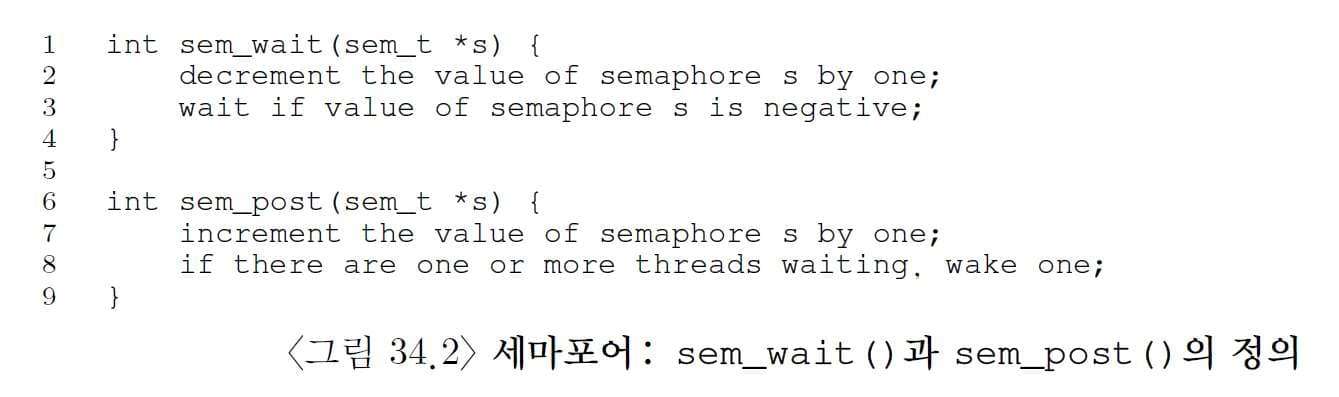 1 int sem_wait(sem_t *s) {
2 decrement the value of semaphore s by one;
3 wait if value of semaphore s is negative;
4 }
5
6 int sem_post(sem_t *s) {
7 increment the value of semaphore s by one;
8 if there are one or more threads waiting, wake one;
9 }
〈그림 34.2〉 세마포어: sem_wait()과 sem_post()의 정의